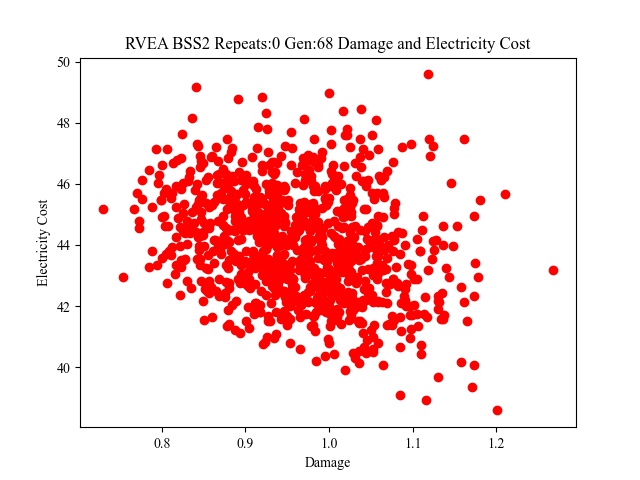 RVEA BSS2 Repeats:0 Gen:68 Damage and Electricity Cost
50
48
46
44
42
40
Electricity Cost
0.8 0.9 1.0 1.1 1.2
Damage